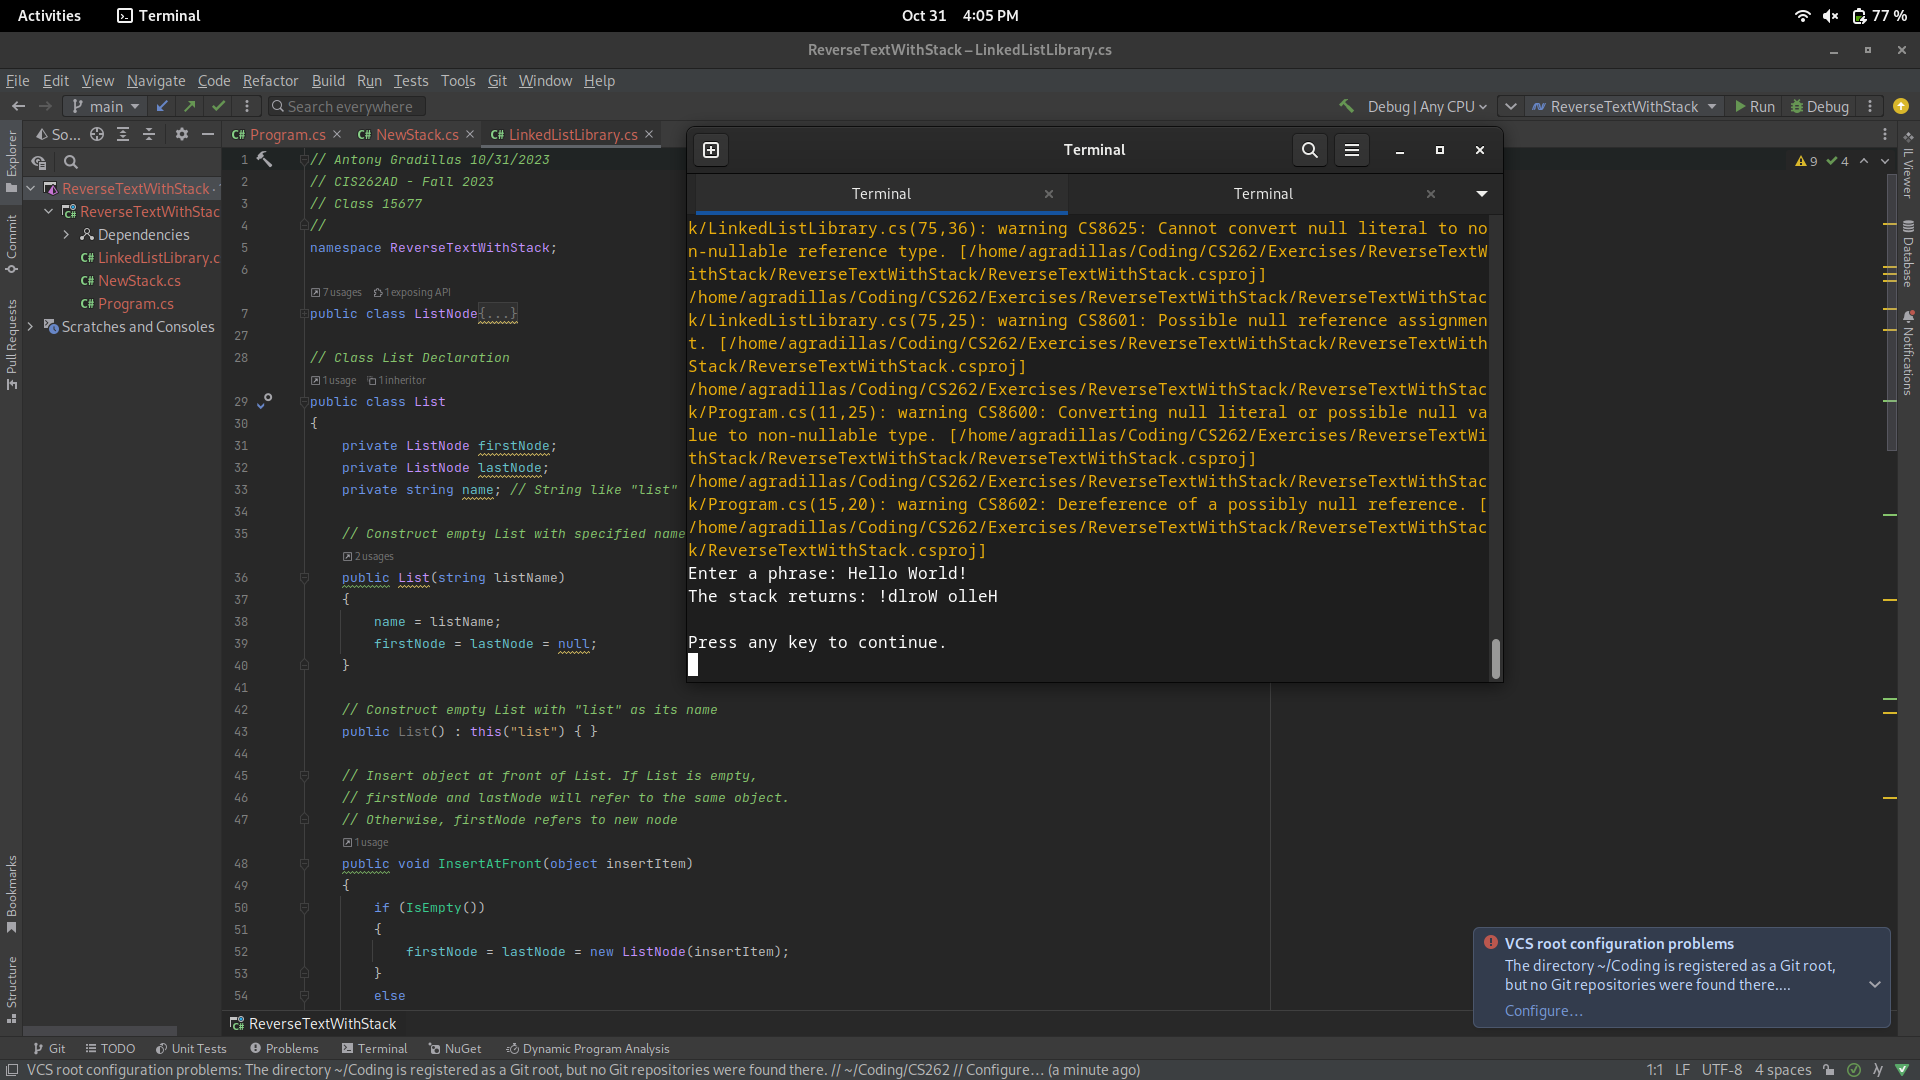 Activities Terminal Oct 31 4:05 PM 77 %
ReverseTextWithStack – LinkedListLibrary.cs
File Edit View Navigate Code Refactor Build Run Tests Tools Git Window Help
main Search everywhere Debug | Any CPU ReverseTextWithStack Run Debug
So... Program.cs NewStack.cs LinkedListLibrary.cs
Explorer
Commit
Pull Requests
Bookmarks
Structure
ReverseTextWithStack ·
ReverseTextWithStac
Dependencies
LinkedListLibrary.c
NewStack.cs
Program.cs
Scratches and Consoles
1 // Antony Gradillas 10/31/2023
2 // CIS262AD - Fall 2023
3 // Class 15677
4 //
5 namespace ReverseTextWithStack;
6
7 usages 1 exposing API
7 public class ListNode{...}
27
28 // Class List Declaration
1 usage 1 inheritor
29 public class List
30 {
31 private ListNode firstNode;
32 private ListNode lastNode;
33 private string name; // String like "list"
34
35 // Construct empty List with specified name
2 usages
36 public List(string listName)
37 {
38 name = listName;
39 firstNode = lastNode = null;
40 }
41
42 // Construct empty List with "list" as its name
43 public List() : this("list") { }
44
45 // Insert object at front of List. If List is empty,
46 // firstNode and lastNode will refer to the same object.
47 // Otherwise, firstNode refers to new node
1 usage
48 public void InsertAtFront(object insertItem)
49 {
50 if (IsEmpty())
51 {
52 firstNode = lastNode = new ListNode(insertItem);
53 }
54 else
Terminal
Terminal Terminal
k/LinkedListLibrary.cs(75,36): warning CS8625: Cannot convert null literal to no
n-nullable reference type. [/home/agradillas/Coding/CS262/Exercises/ReverseTextW
ithStack/ReverseTextWithStack/ReverseTextWithStack.csproj]
/home/agradillas/Coding/CS262/Exercises/ReverseTextWithStack/ReverseTextWithStac
k/LinkedListLibrary.cs(75,25): warning CS8601: Possible null reference assignmen
t. [/home/agradillas/Coding/CS262/Exercises/ReverseTextWithStack/ReverseTextWith
Stack/ReverseTextWithStack.csproj]
/home/agradillas/Coding/CS262/Exercises/ReverseTextWithStack/ReverseTextWithStac
k/Program.cs(11,25): warning CS8600: Converting null literal or possible null va
lue to non-nullable type. [/home/agradillas/Coding/CS262/Exercises/ReverseTextWi
thStack/ReverseTextWithStack/ReverseTextWithStack.csproj]
/home/agradillas/Coding/CS262/Exercises/ReverseTextWithStack/ReverseTextWithStac
k/Program.cs(15,20): warning CS8602: Dereference of a possibly null reference. [
/home/agradillas/Coding/CS262/Exercises/ReverseTextWithStack/ReverseTextWithStac
k/ReverseTextWithStack.csproj]
Enter a phrase: Hello World!
The stack returns: !dlroW olleH
Press any key to continue.
9 4
IL Viewer
Database
Notifications
VCS root configuration problems
The directory ~/Coding is registered as a Git root,
but no Git repositories were found there....
Configure...
ReverseTextWithStack
Git TODO Unit Tests Problems Terminal NuGet Dynamic Program Analysis
VCS root configuration problems: The directory ~/Coding is registered as a Git root, but no Git repositories were found there. // ~/Coding/CS262 // Configure... (a minute ago) 1:1 LF UTF-8 4 spaces